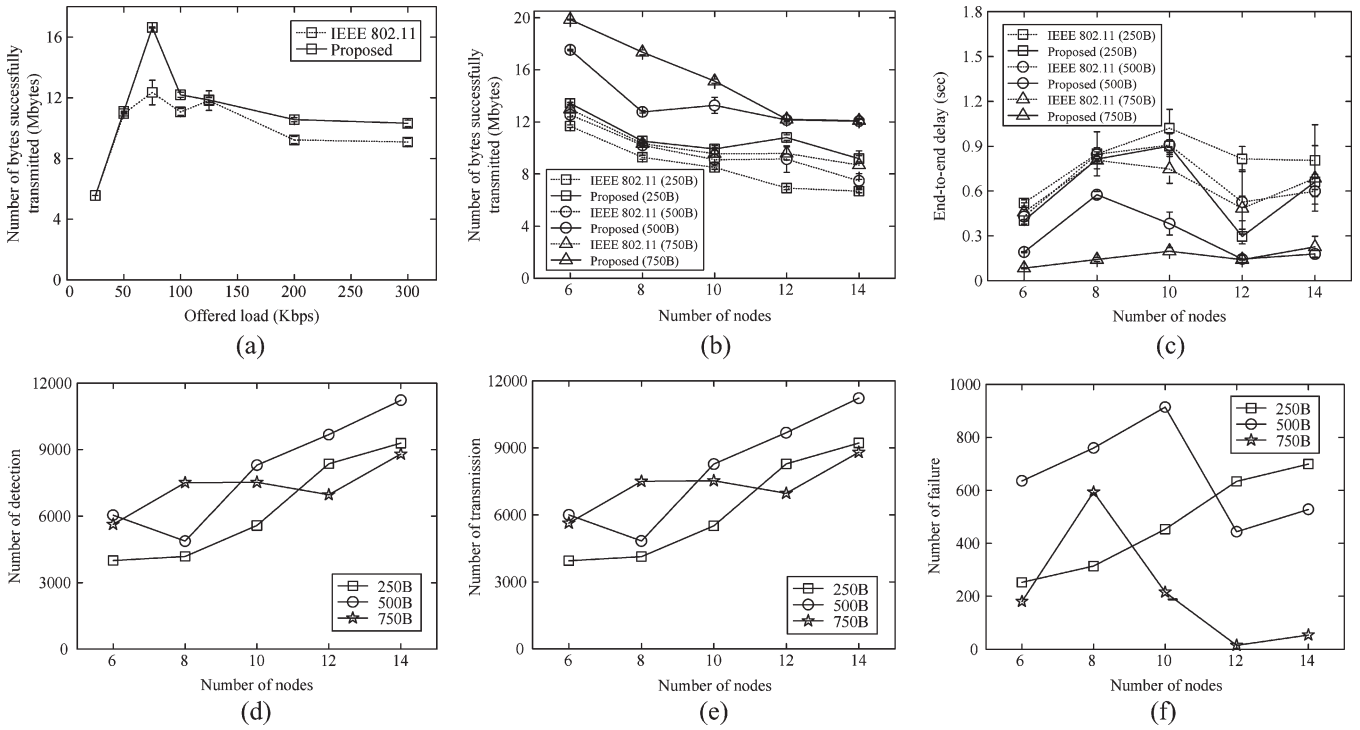 Number of bytes successfully
transmitted (Mbytes)
16
12
8
4
0
IEEE 802.11
Proposed
0 50 100 150 200 250 300
Offered load (Kbps)
(a)
Number of bytes successfully
transmitted (Mbytes)
20
16
12
8
4
0
IEEE 802.11 (250B)
Proposed (250B)
IEEE 802.11 (500B)
Proposed (500B)
IEEE 802.11 (750B)
Proposed (750B)
6 8 10 12 14
Number of nodes
(b)
End-to-end delay (sec)
1.8
1.5
1.2
0.9
0.6
0.3
0
IEEE 802.11 (250B)
Proposed (250B)
IEEE 802.11 (500B)
Proposed (500B)
IEEE 802.11 (750B)
Proposed (750B)
6 8 10 12 14
Number of nodes
(c)
Number of detection
12000
9000
6000
3000
0
250B
500B
750B
6 8 10 12 14
Number of nodes
(d)
Number of transmission
12000
9000
6000
3000
0
250B
500B
750B
6 8 10 12 14
Number of nodes
(e)
Number of failure
1000
800
600
400
200
0
250B
500B
750B
6 8 10 12 14
Number of nodes
(f)